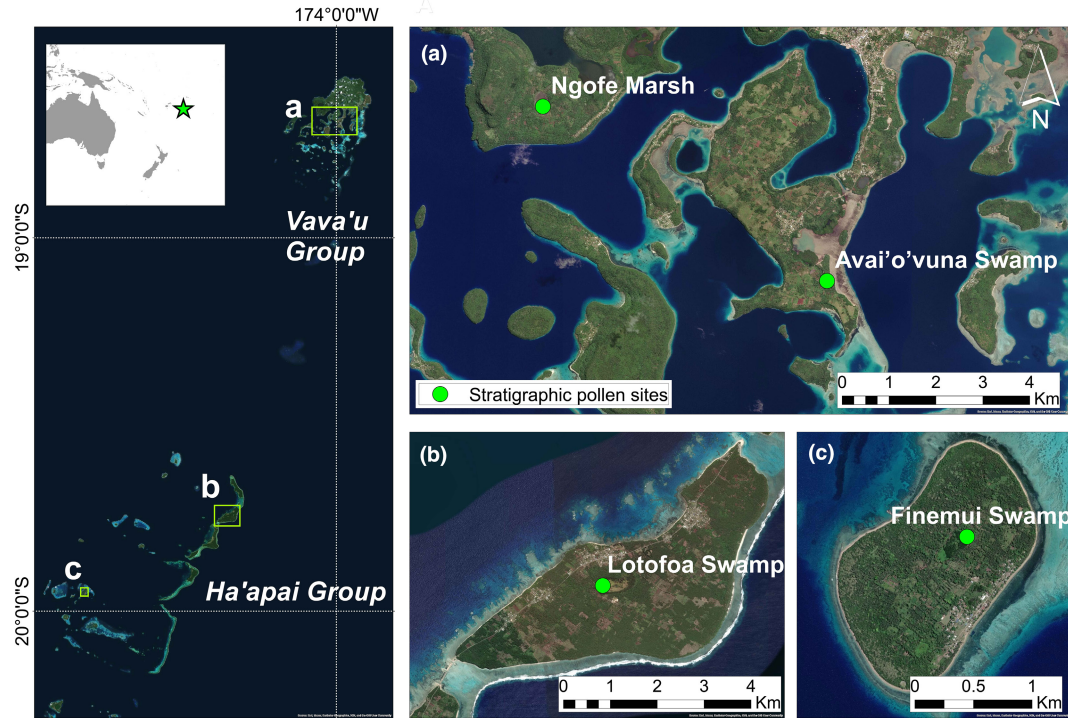 174°0'0"W
a
Vava'u
Group
19°0'0"S
b
c
Ha'apai Group
20°0'0"S
(a)
Ngofe Marsh
N
Avai’o’vuna Swamp
Stratigraphic pollen sites
0 1 2 3 4
Km
(b)
Lotofoa Swamp
0 1 2 3 4
Km
(c)
Finemui Swamp
0 0.5 1
Km